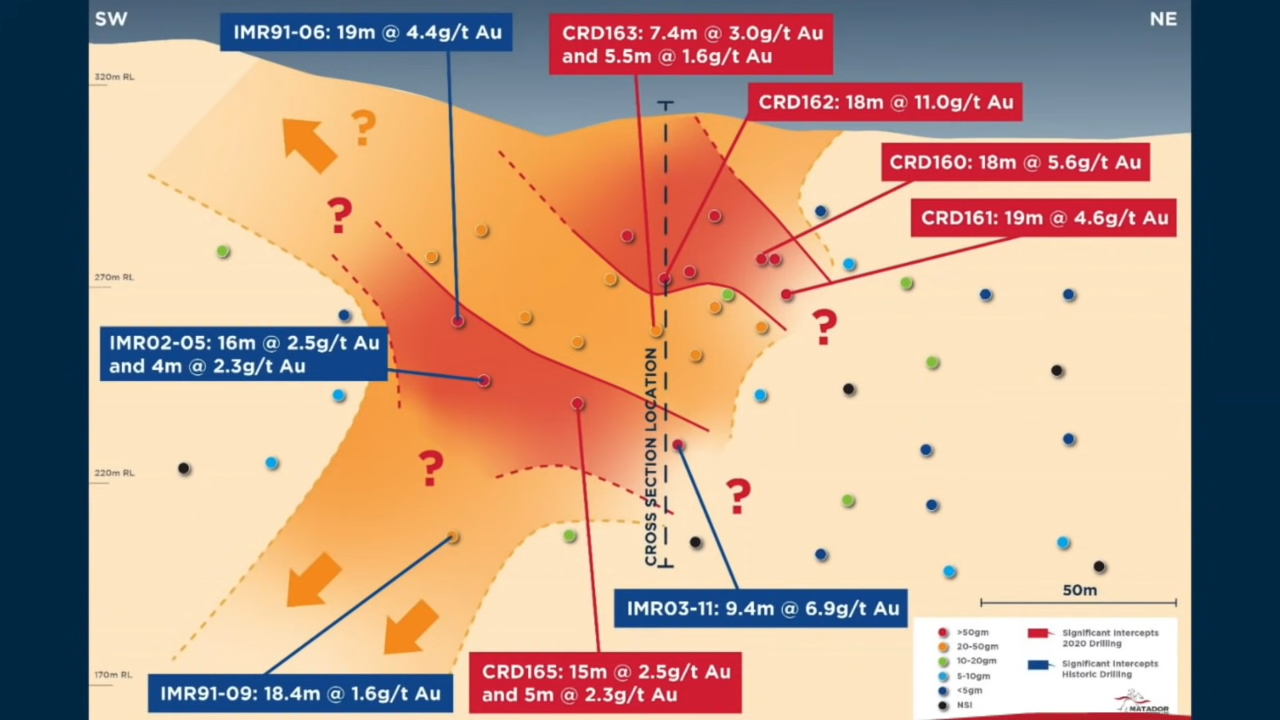 SW
NE
IMR91-06: 19m @ 4.4g/t Au
CRD163: 7.4m @ 3.0g/t Au
and 5.5m @ 1.6g/t Au
320m RL
CRD162: 18m @ 11.0g/t Au
?
CRD160: 18m @ 5.6g/t Au
?
CRD161: 19m @ 4.6g/t Au
270m RL
?
IMR02-05: 16m @ 2.5g/t Au
and 4m @ 2.3g/t Au
CROSS SECTION LOCATION
220m RL
?
?
50m
IMR03-11: 9.4m @ 6.9g/t Au
170m RL
CRD165: 15m @ 2.5g/t Au
and 5m @ 2.3g/t Au
IMR91-09: 18.4m @ 1.6g/t Au
>50gm
20-50gm
10-20gm
5-10gm
<5gm
NSI
Significant Intercepts
2020 Drilling
Significant Intercepts
Historic Drilling
MATADOR